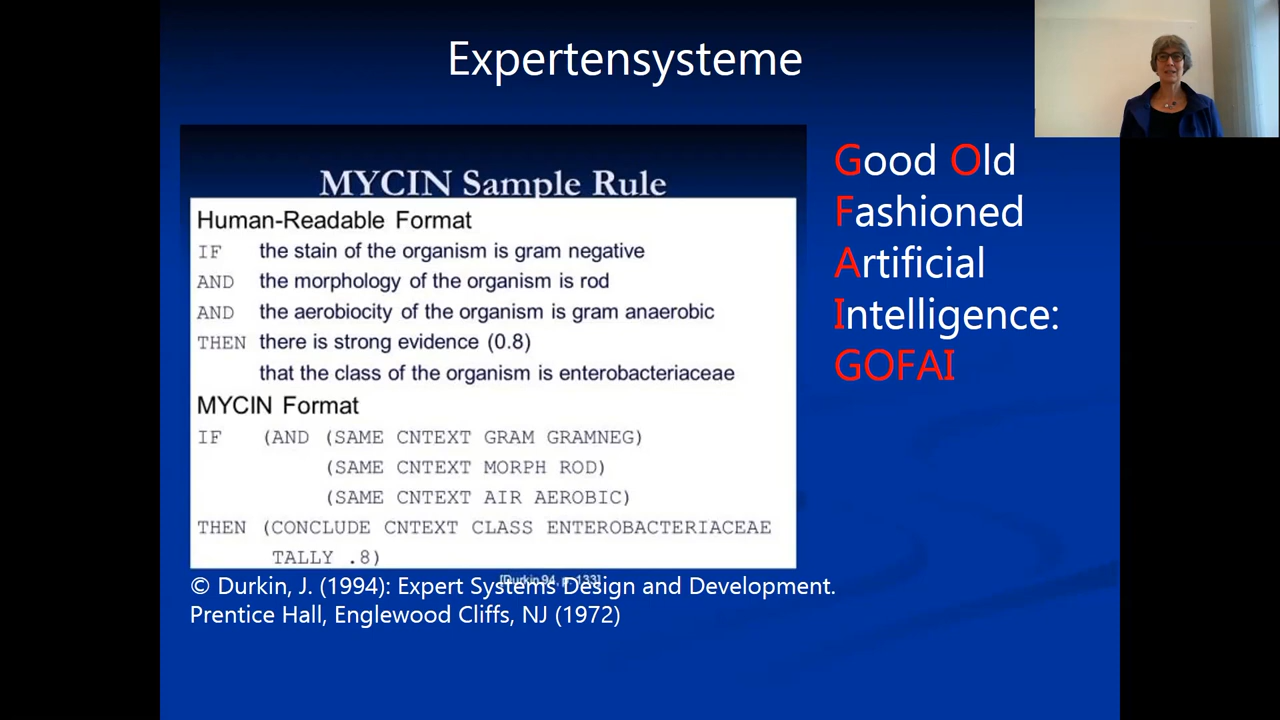 Expertensysteme
MYCIN Sample Rule
Human-Readable Format
IF the stain of the organism is gram negative
AND the morphology of the organism is rod
AND the aerobiocity of the organism is gram anaerobic
THEN there is strong evidence (0.8)
that the class of the organism is enterobacteriaceae
MYCIN Format
IF (AND (SAME CNTEXT GRAM GRAMNEG)
(SAME CNTEXT MORPH ROD)
(SAME CNTEXT AIR AEROBIC)
THEN (CONCLUDE CNTEXT CLASS ENTEROBACTERIACEAE
TALLY .8)
[Durkin 94, p. 133]
© Durkin, J. (1994): Expert Systems Design and Development.
Prentice Hall, Englewood Cliffs, NJ (1972)
Good Old
Fashioned
Artificial
Intelligence:
GOFAI